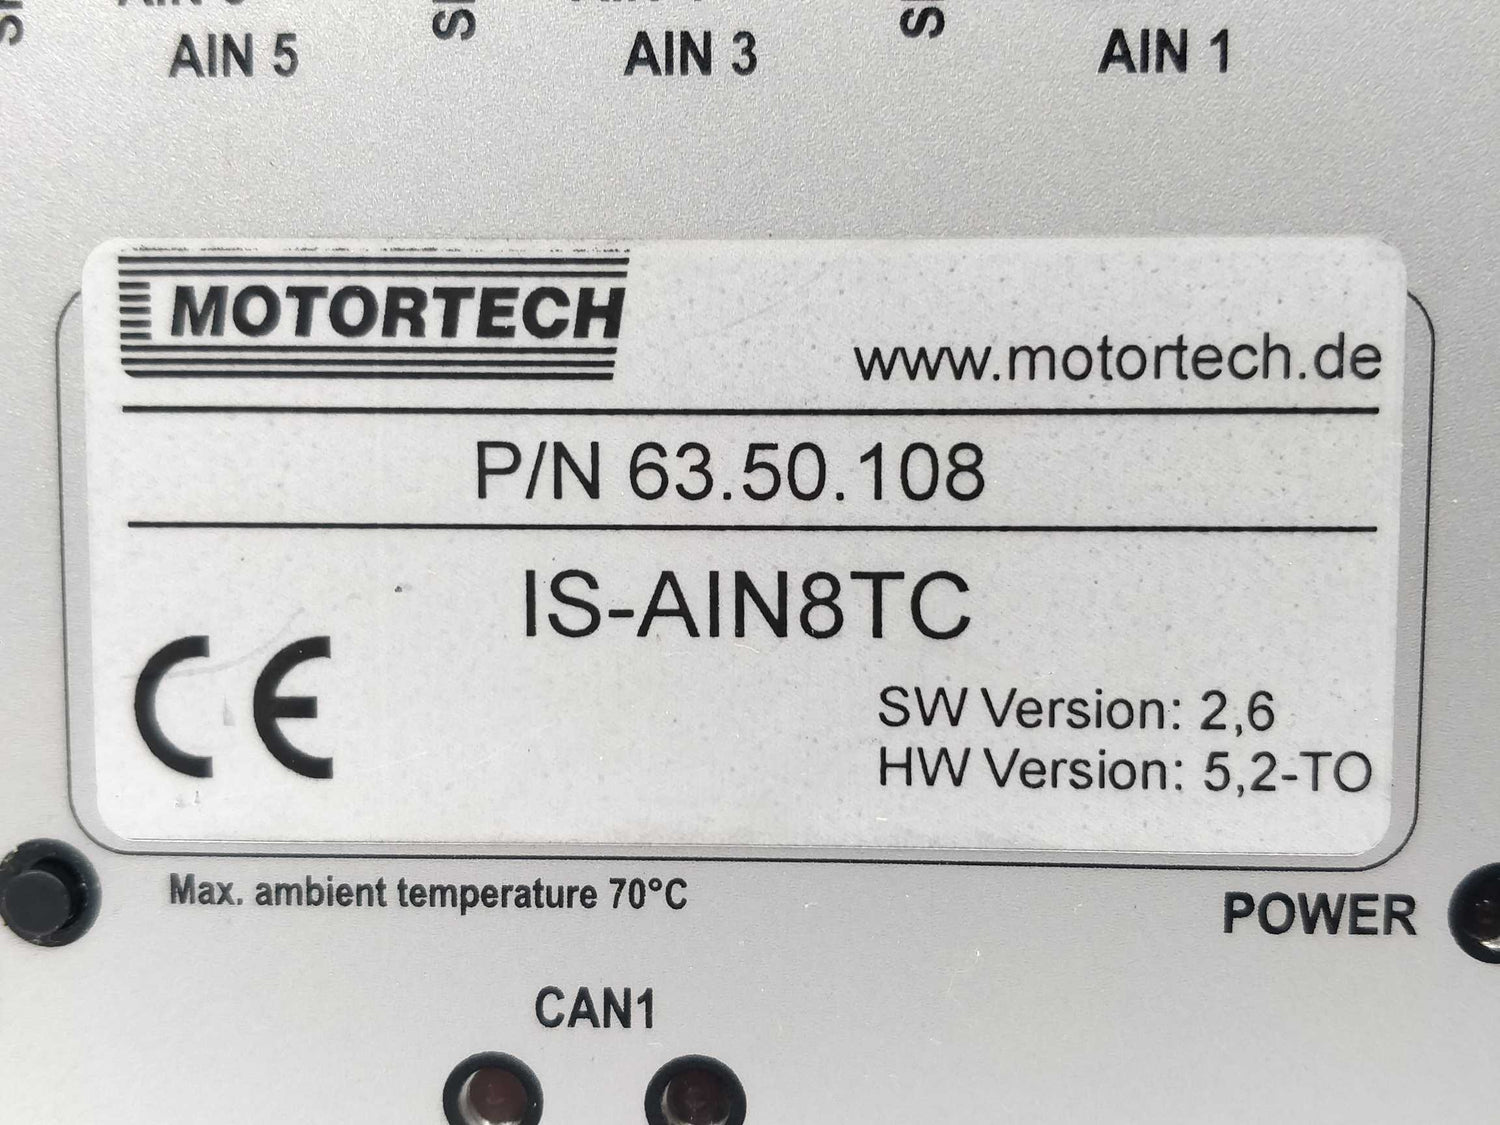 AIN 5
AIN 3
AIN 1
MOTORTECH
www.motortech.de
P/N 63.50.108
IS-AIN8TC
CE
SW Version: 2,6
HW Version: 5,2-TO
Max. ambient temperature 70°C
POWER
CAN1